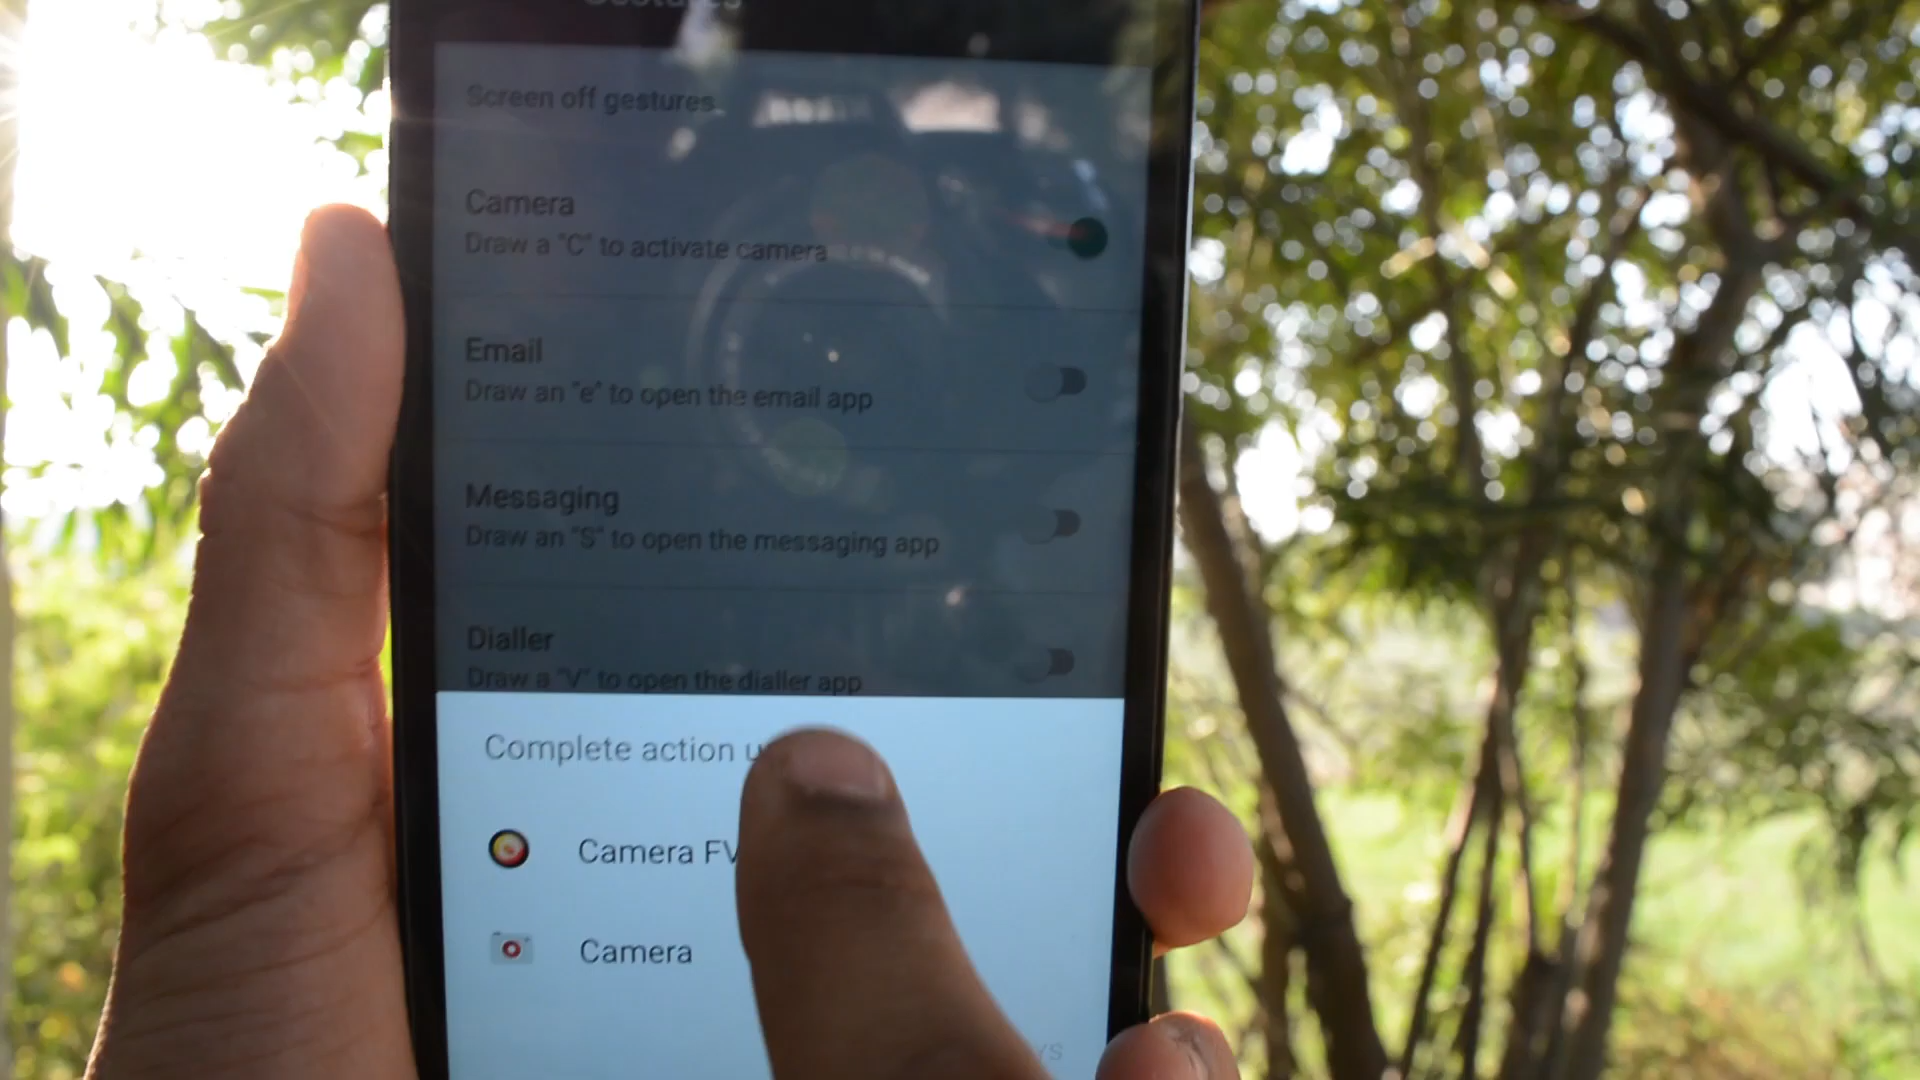 Gestures
Screen off gestures
Camera
Draw a "C" to activate camera
Email
Draw an "e" to open the email app
Messaging
Draw an "S" to open the messaging app
Dialler
Draw a "V" to open the dialler app
Complete action
Camera FV
Camera